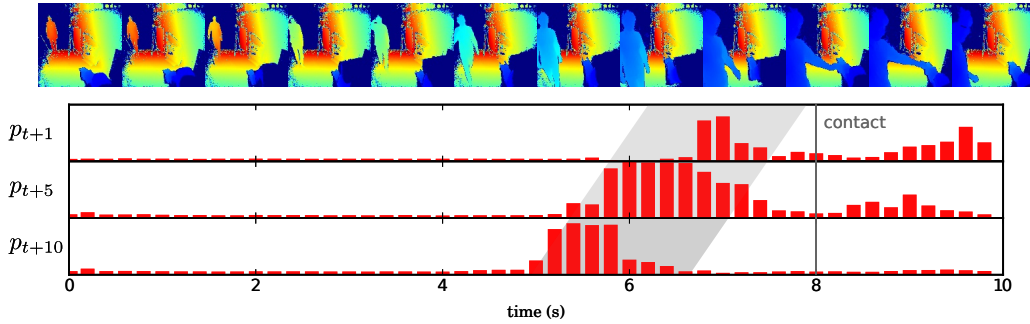 p_{t+1}
contact
p_{t+5}
p_{t+10}
0 2 4 6 8 10
time (s)